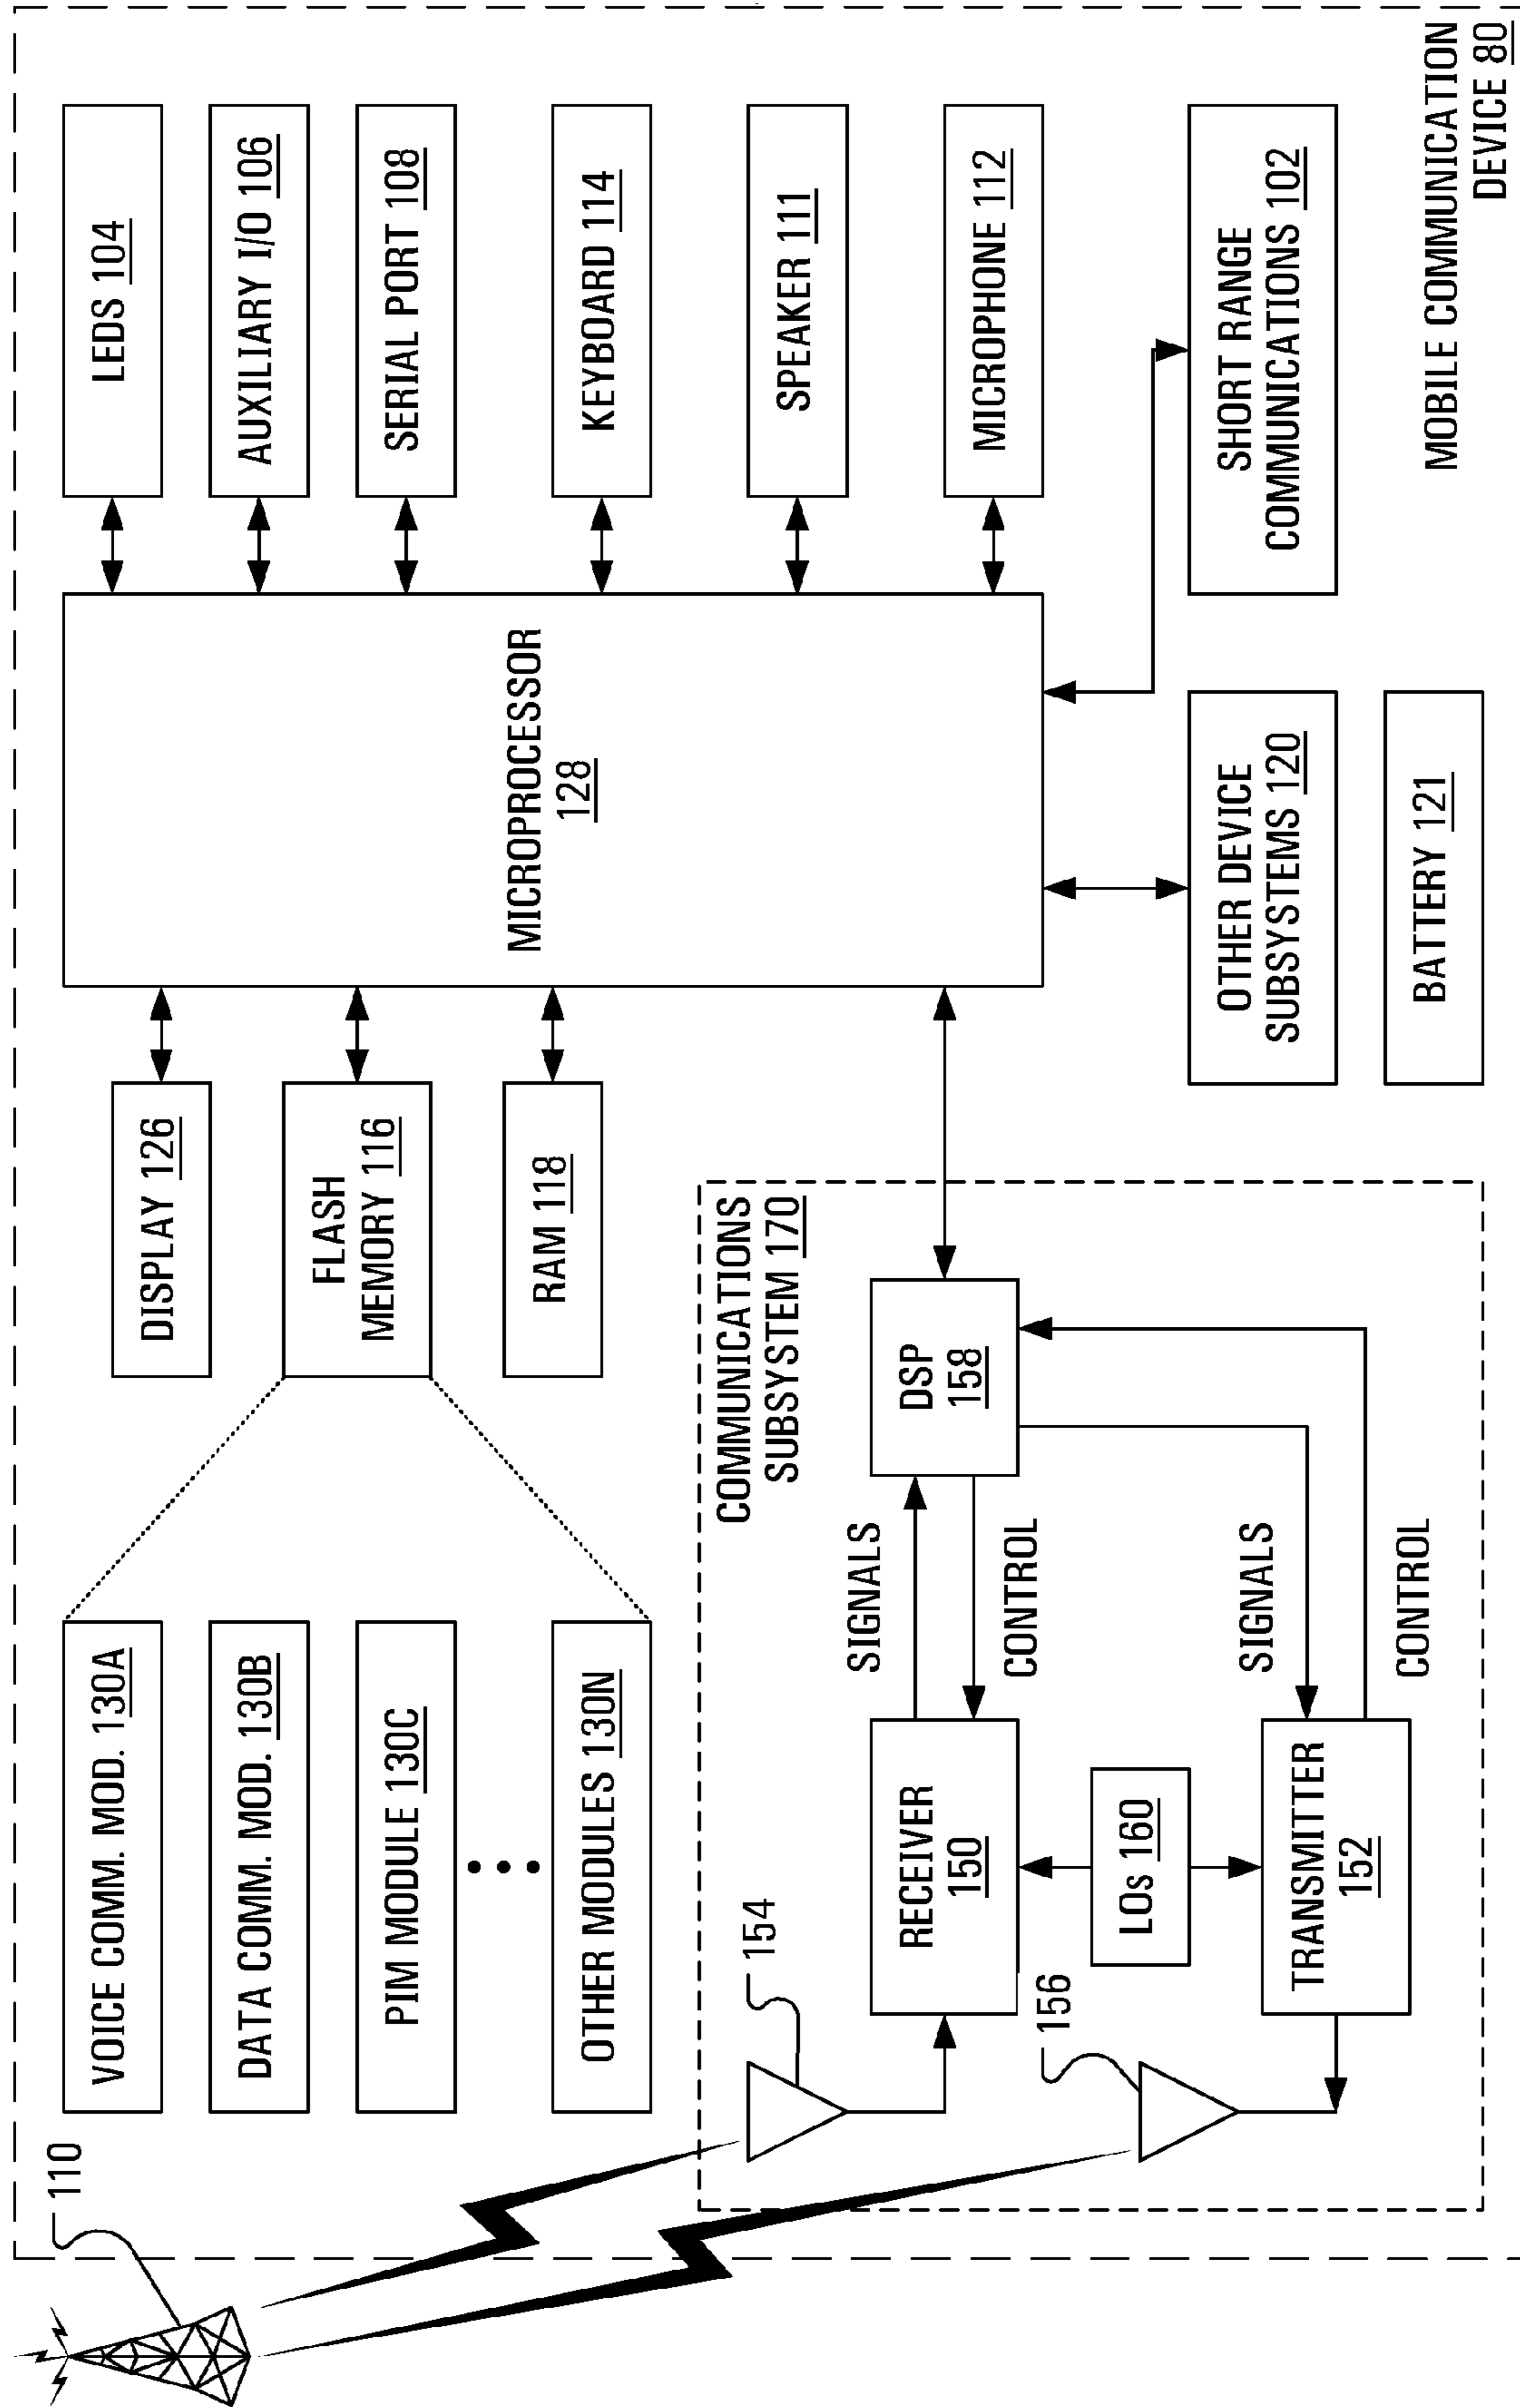 110
VOICE COMM. MOD. 130A
DATA COMM. MOD. 130B
PIM MODULE 130C
OTHER MODULES 130N
DISPLAY 126
FLASH
MEMORY 116
RAM 118
MICROPROCESSOR
128
LEDS 104
AUXILIARY I/O 106
SERIAL PORT 108
KEYBOARD 114
SPEAKER 111
MICROPHONE 112
COMMUNICATIONS
SUBSYSTEM 170
154
RECEIVER
150
SIGNALS
CONTROL
DSP
158
156
LOs 160
TRANSMITTER
152
SIGNALS
CONTROL
OTHER DEVICE
SUBSYSTEMS 120
SHORT RANGE
COMMUNICATIONS 102
BATTERY 121
MOBILE COMMUNICATION
DEVICE 80